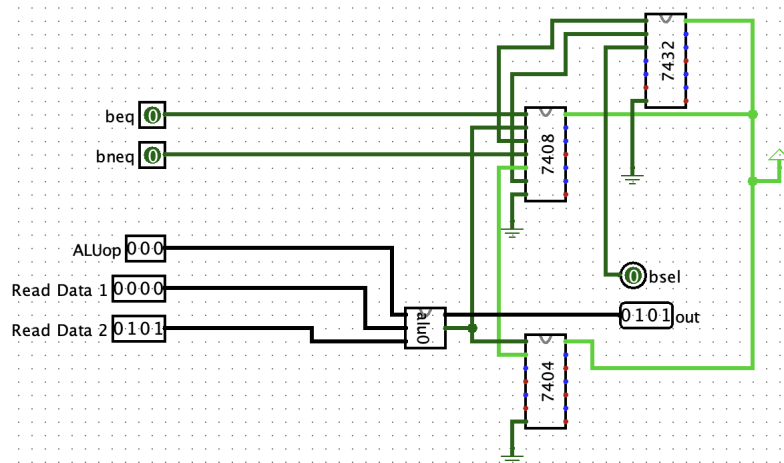 7432
beq 0
7408
bneq 0
ALUop 000
0 bsel
Read Data 1 0000
alu0
0101 out
Read Data 2 0101
7404